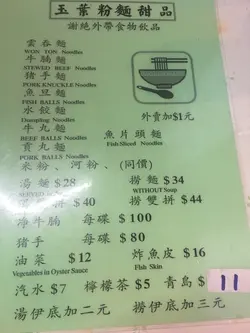 玉葉粉麵甜品
謝絕外帶食物飲品
雲吞麵
WON TON Noodles
牛腩麵
STEWED BEEF Noodles
猪手麵
PORK KNUCKLE Noodles
魚旦麵
FISH BALLS Noodles
水餃麵
Dumpling Noodles
牛丸麵
BEEF BALLS Noodles
貢丸麵
PORK BALLS Noodles
外賣加$1元
魚片頭麵
Fish Sliced Noodles
米粉、河粉、(同價)
湯麵 $28 撈麵 $34
WITHOUT Soup
拼 $40 撈雙拼 $44
淨牛腩 每碟 $100
猪手 每碟 $80
油菜 $12 炸魚皮 $16
Vegetables in Oyster Sauce Fish Skin
汽水 $7 檸檬茶 $5 青島 $ 11
湯伊底加二元 撈伊底加三元